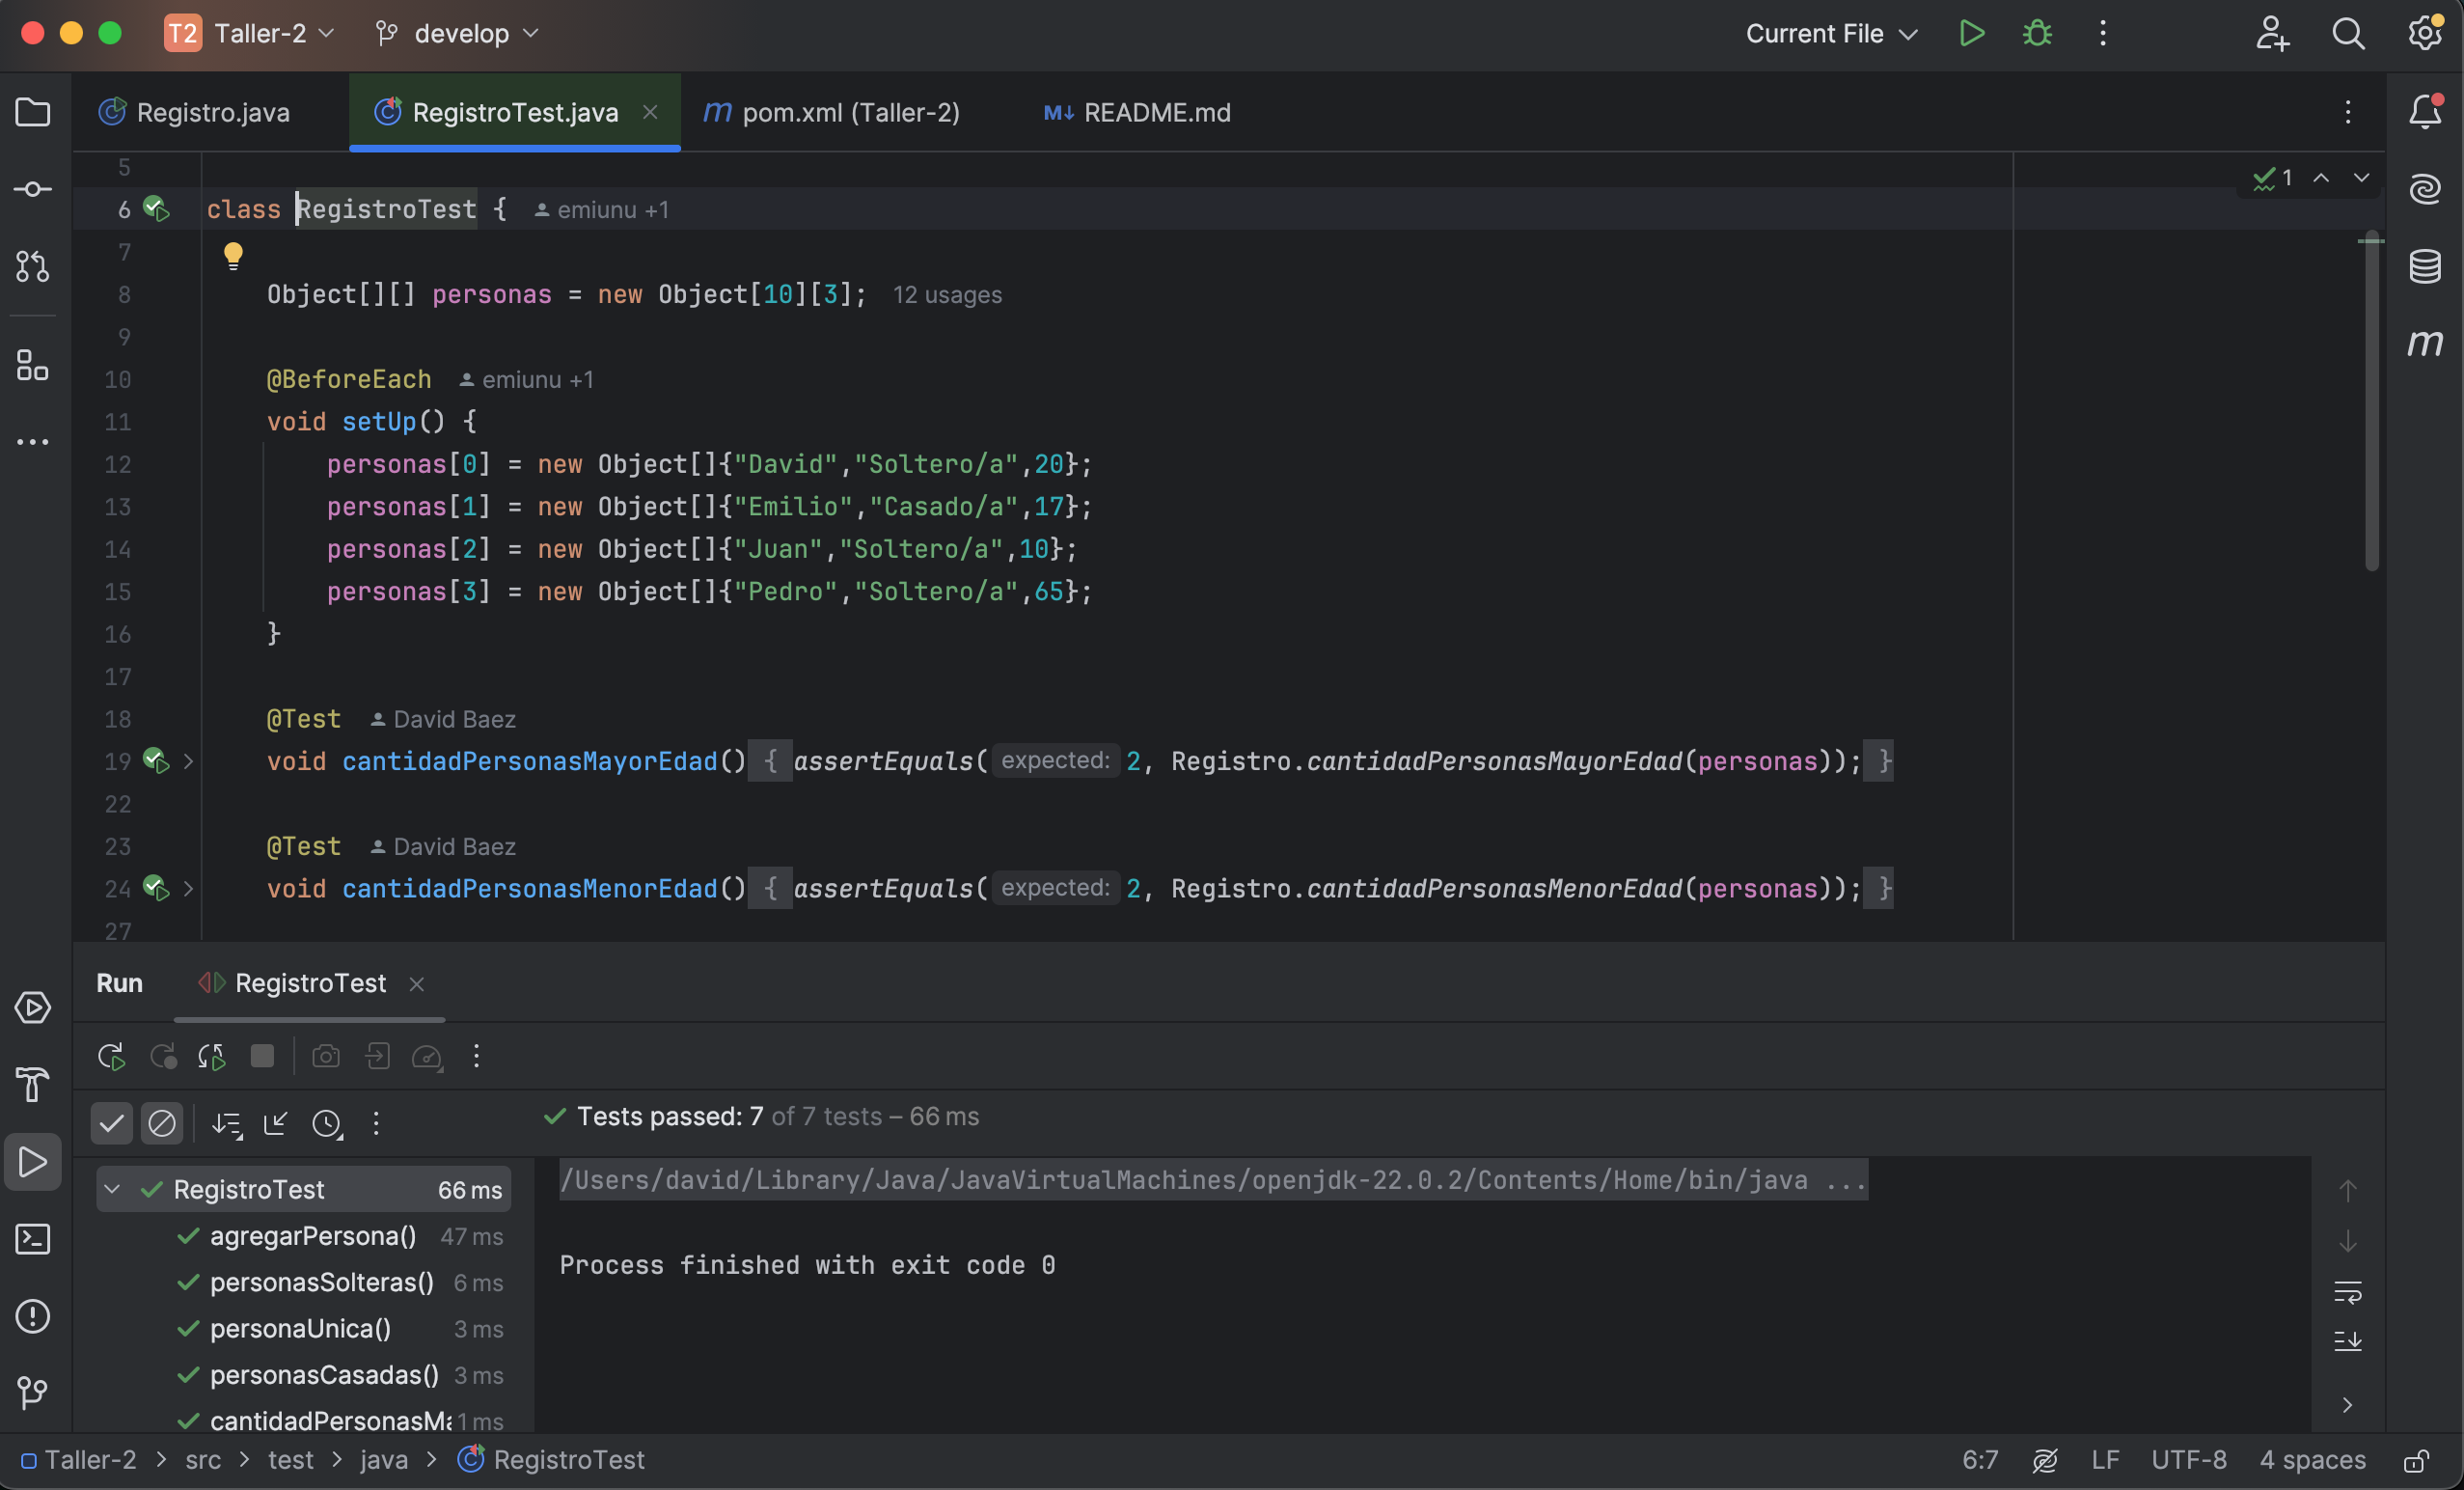 T2 Taller-2 develop Current File
Registro.java RegistroTest.java pom.xml (Taller-2) README.md
5
6 class RegistroTest { emiunu +1 1
7
8 Object[][] personas = new Object[10][3]; 12 usages
9
10 @BeforeEach emiunu +1
11 void setUp() {
12 personas[0] = new Object[]{"David","Soltero/a",20};
13 personas[1] = new Object[]{"Emilio","Casado/a",17};
14 personas[2] = new Object[]{"Juan","Soltero/a",10};
15 personas[3] = new Object[]{"Pedro","Soltero/a",65};
16 }
17
18 @Test David Baez
19 void cantidadPersonasMayorEdad() { assertEquals( expected: 2, Registro.cantidadPersonasMayorEdad(personas)); }
22
23 @Test David Baez
24 void cantidadPersonasMenorEdad() { assertEquals( expected: 2, Registro.cantidadPersonasMenorEdad(personas)); }
27
Run RegistroTest
Tests passed: 7 of 7 tests – 66 ms
RegistroTest 66 ms
agregarPersona() 47 ms
personasSolteras() 6 ms
personaUnica() 3 ms
personasCasadas() 3 ms
cantidadPersonasMa 1 ms
/Users/david/Library/Java/JavaVirtualMachines/openjdk-22.0.2/Contents/Home/bin/java ...
Process finished with exit code 0
Taller-2 > src > test > java > RegistroTest 6:7 LF UTF-8 4 spaces